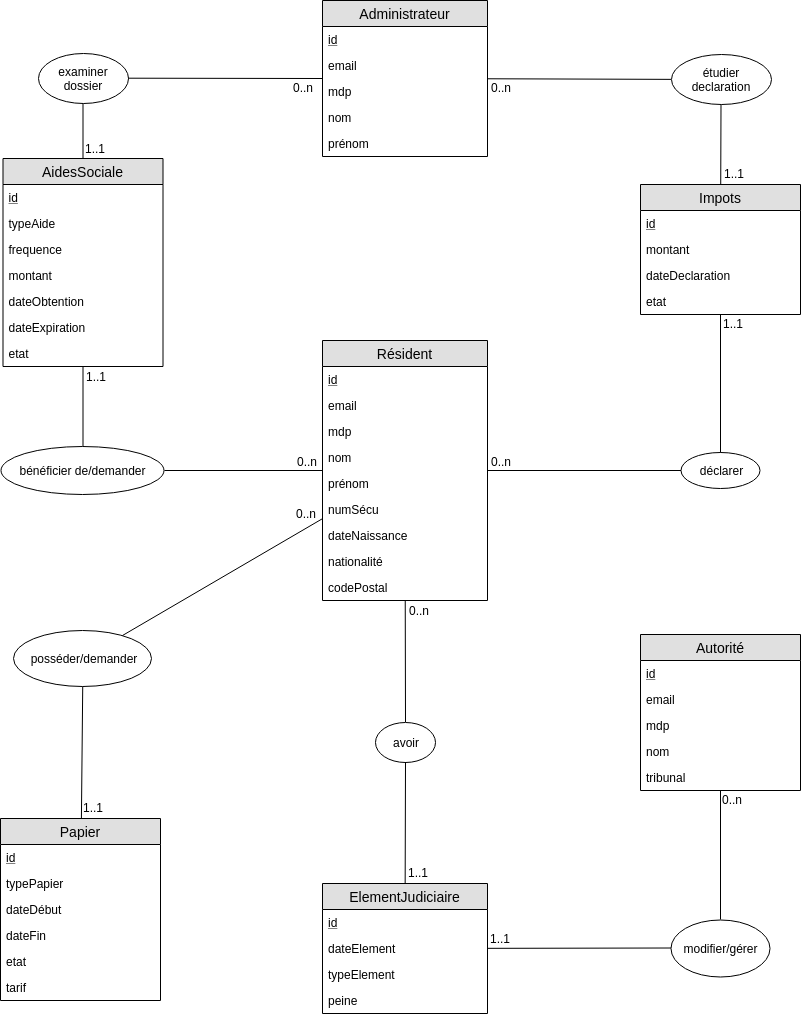 Administrateur
id
email
mdp
nom
prénom
examiner
dossier
0..n
0..n
étudier
declaration
1..1
1..1
AidesSociale
id
typeAide
frequence
montant
dateObtention
dateExpiration
etat
Impots
id
montant
dateDeclaration
etat
1..1
1..1
Résident
id
email
mdp
nom
prénom
numSécu
dateNaissance
nationalité
codePostal
bénéficier de/demander
0..n
0..n
déclarer
0..n
0..n
posséder/demander
avoir
Autorité
id
email
mdp
nom
tribunal
0..n
1..1
Papier
id
typePapier
dateDébut
dateFin
etat
tarif
1..1
ElementJudiciaire
id
dateElement
typeElement
peine
1..1
modifier/gérer